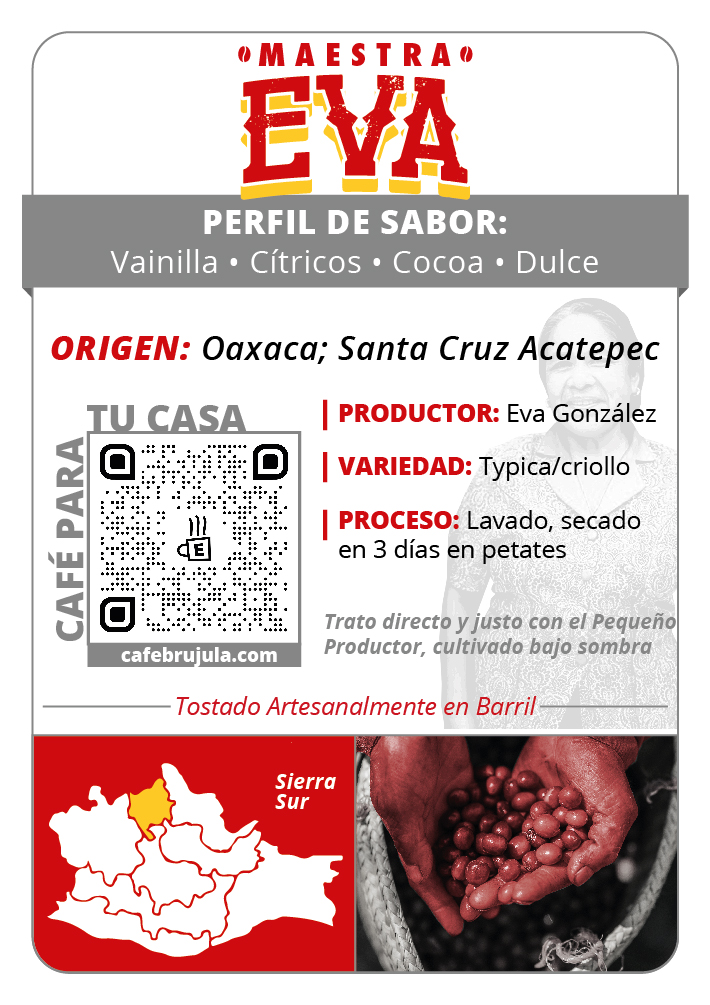 MAESTRA
EVA
PERFIL DE SABOR:
Vainilla • Cítricos • Cocoa • Dulce
ORIGEN: Oaxaca; Santa Cruz Acatepec
TU CASA
CAFÉ PARA
E
cafebrujula.com
PRODUCTOR: Eva González
VARIEDAD: Typica/criollo
PROCESO: Lavado, secado
en 3 días en petates
Trato directo y justo con el Pequeño
Productor, cultivado bajo sombra
Tostado Artesanalmente en Barril
Sierra
Sur